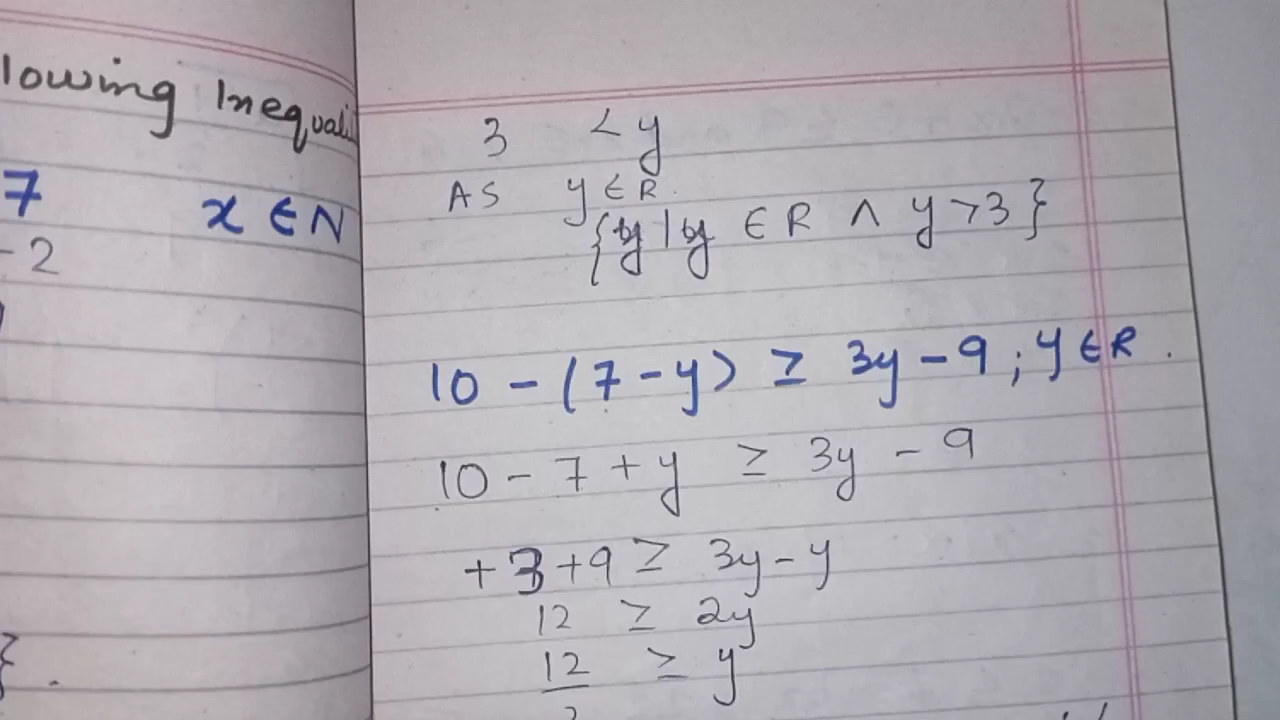 lowing Inequali
7 x ∈ N
- 2
}.
3 < y
AS y ∈ R.
{y | y ∈ R ∧ y > 3}
10 - (7 - y) ≥ 3y - 9 ; y ∈ R.
10 - 7 + y ≥ 3y - 9
+3 + 9 ≥ 3y - y
12 ≥ 2y
12 ≥ y